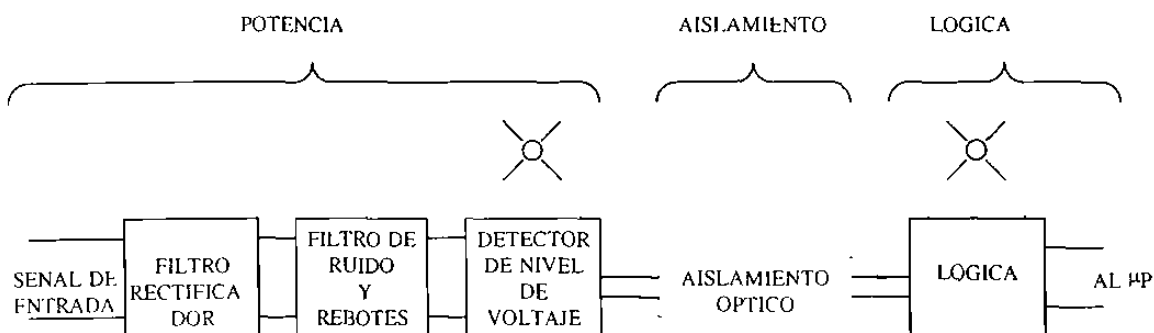 POTENCIA AISLAMIENTO LOGICA
SENAL DE ENTRADA
FILTRO RECTIFICA DOR
FILTRO DE RUIDO Y REBOTES
DETECTOR DE NIVEL DE VOLTAJE
AISLAMIENTO OPTICO
LOGICA
AL µP